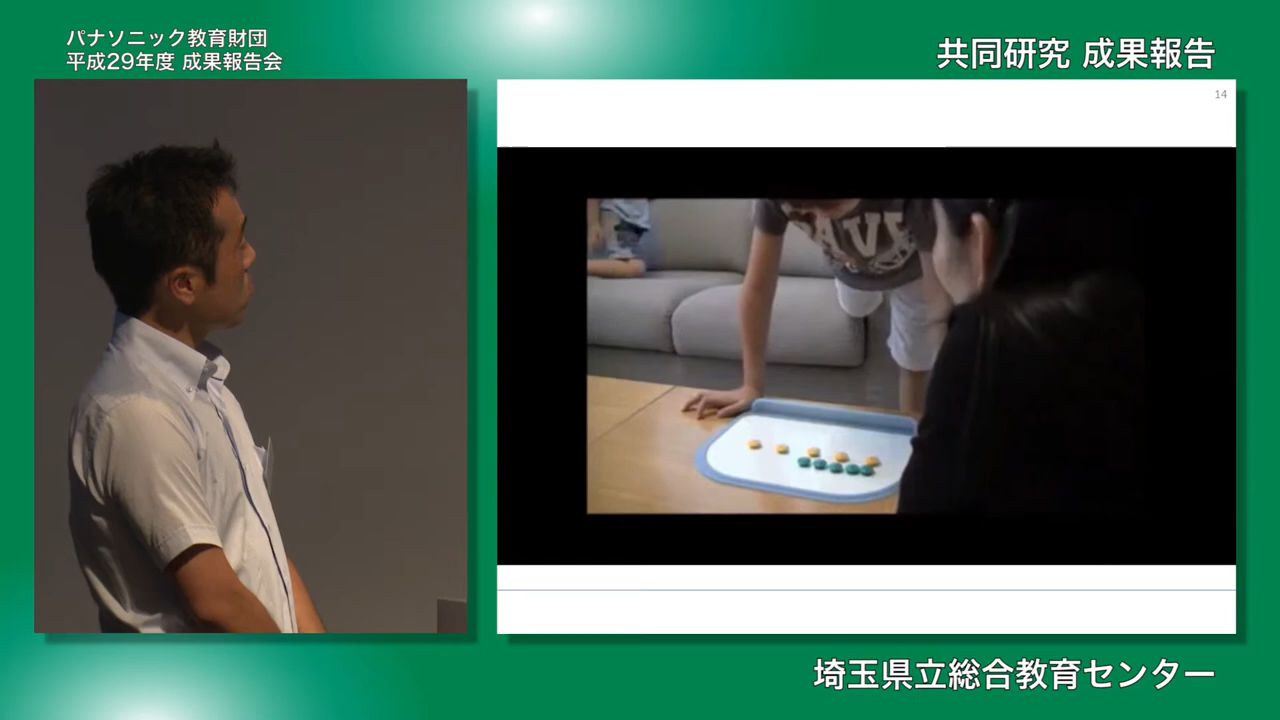 パナソニック教育財団
平成29年度 成果報告会
共同研究 成果報告
14
埼玉県立総合教育センター